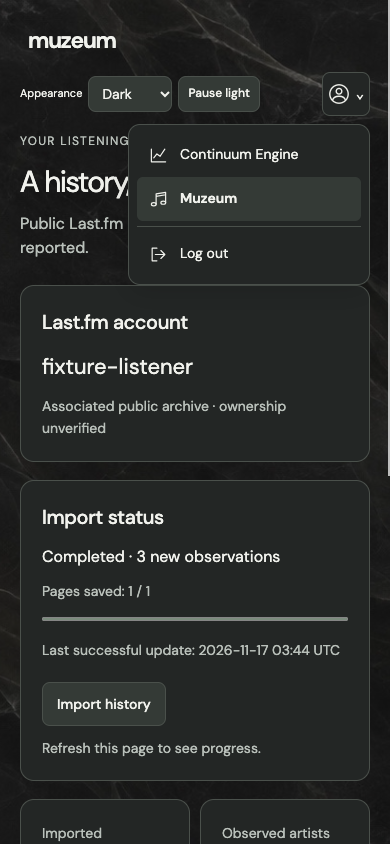 muzeum
Appearance Dark Pause light
Continuum Engine
Muzeum
Log out
YOUR LISTENING
A history,
Public Last.fm
reported.
Last.fm account
fixture-listener
Associated public archive · ownership
unverified
Import status
Completed · 3 new observations
Pages saved: 1 / 1
Last successful update: 2026-11-17 03:44 UTC
Import history
Refresh this page to see progress.
Imported
Observed artists